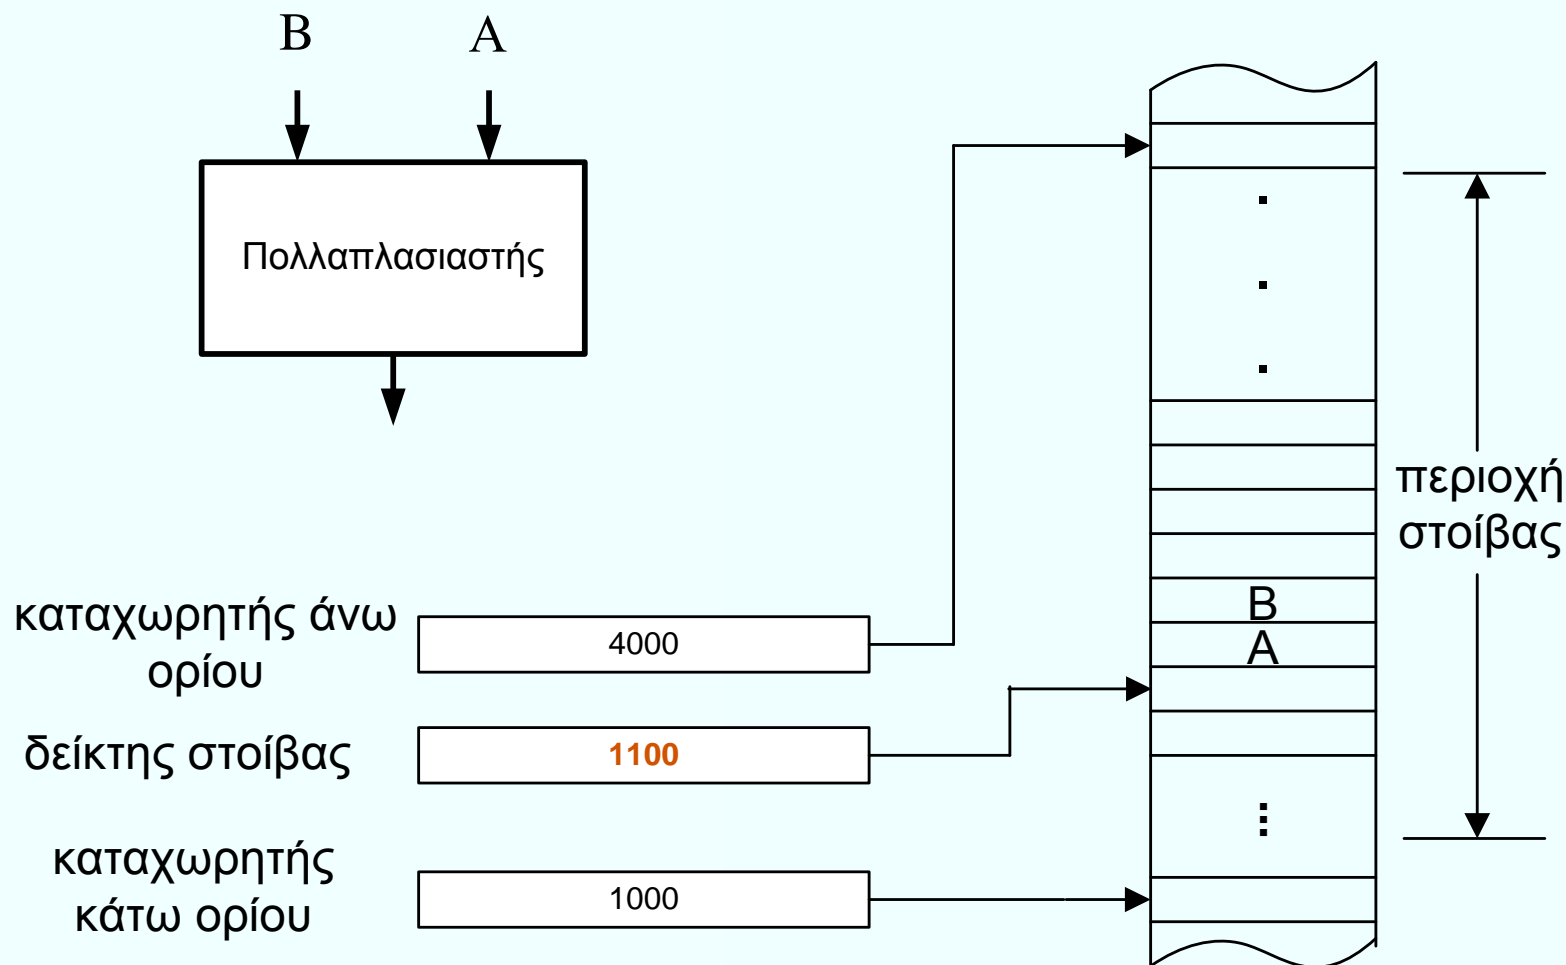 B A
Πολλαπλασιαστής
περιοχή
στοίβας
B
A
καταχωρητής άνω
ορίου
4000
δείκτης στοίβας
1100
καταχωρητής
κάτω ορίου
1000